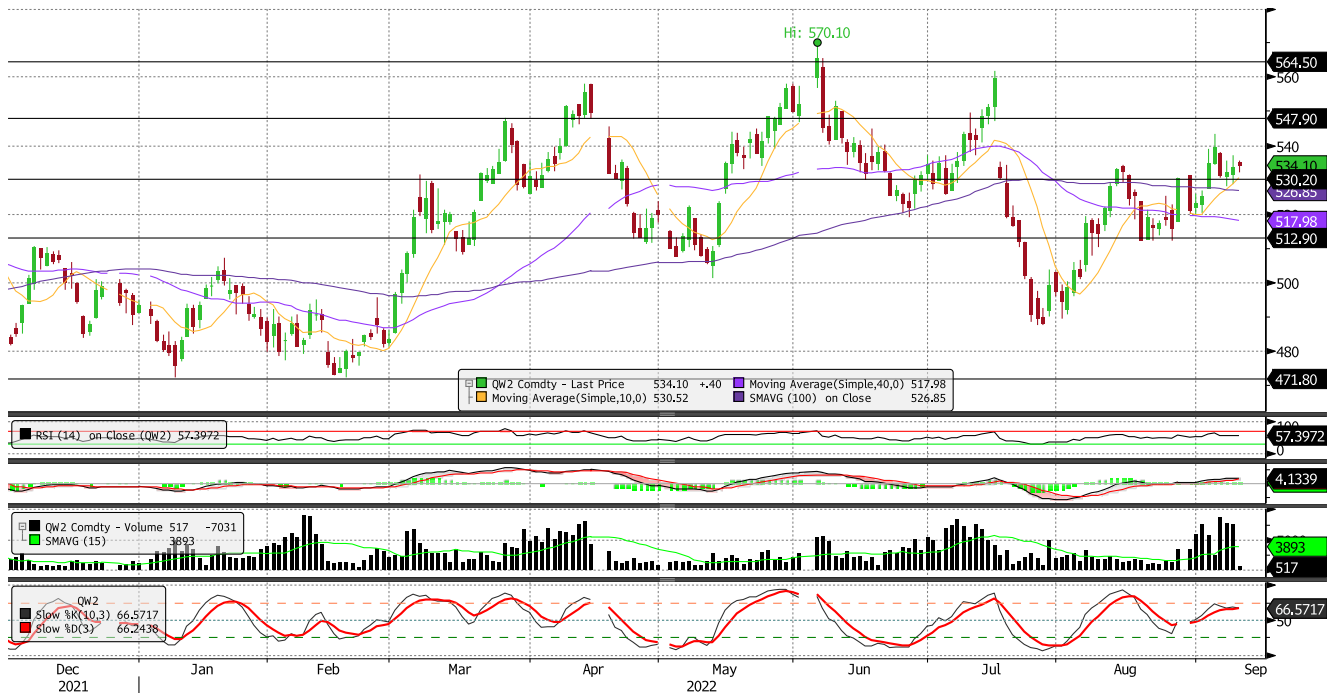 Hi: 570.10
564.50
560
547.90
540
534.10
530.20
526.85
517.98
512.90
500
480
471.80
QW2 Comdty - Last Price 534.10 +.40 Moving Average(Simple,40,0) 517.98
Moving Average(Simple,10,0) 530.52 SMAVG (100) on Close 526.85
RSI (14) on Close (QW2) 57.3972
100
57.3972
0
4.1339
QW2 Comdty - Volume 517 -7031
SMAVG (15) 3893
3893
517
QW2
Slow %K(10,3) 66.5717
Slow %D(3) 66.2438
66.5717
50
Dec Jan Feb Mar Apr May Jun Jul Aug Sep
2021 2022